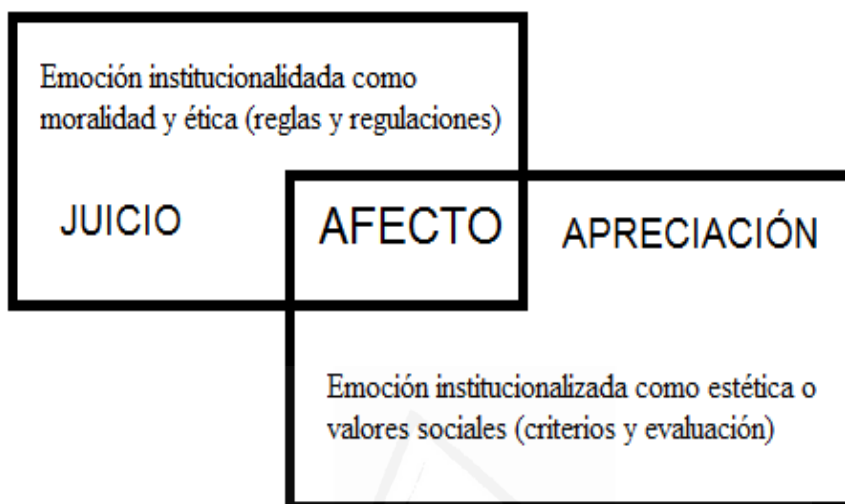 Emoción institucionalidada como
moralidad y ética (reglas y regulaciones)
JUICIO
AFECTO
APRECIACIÓN
Emoción institucionalizada como estética o
valores sociales (criterios y evaluación)